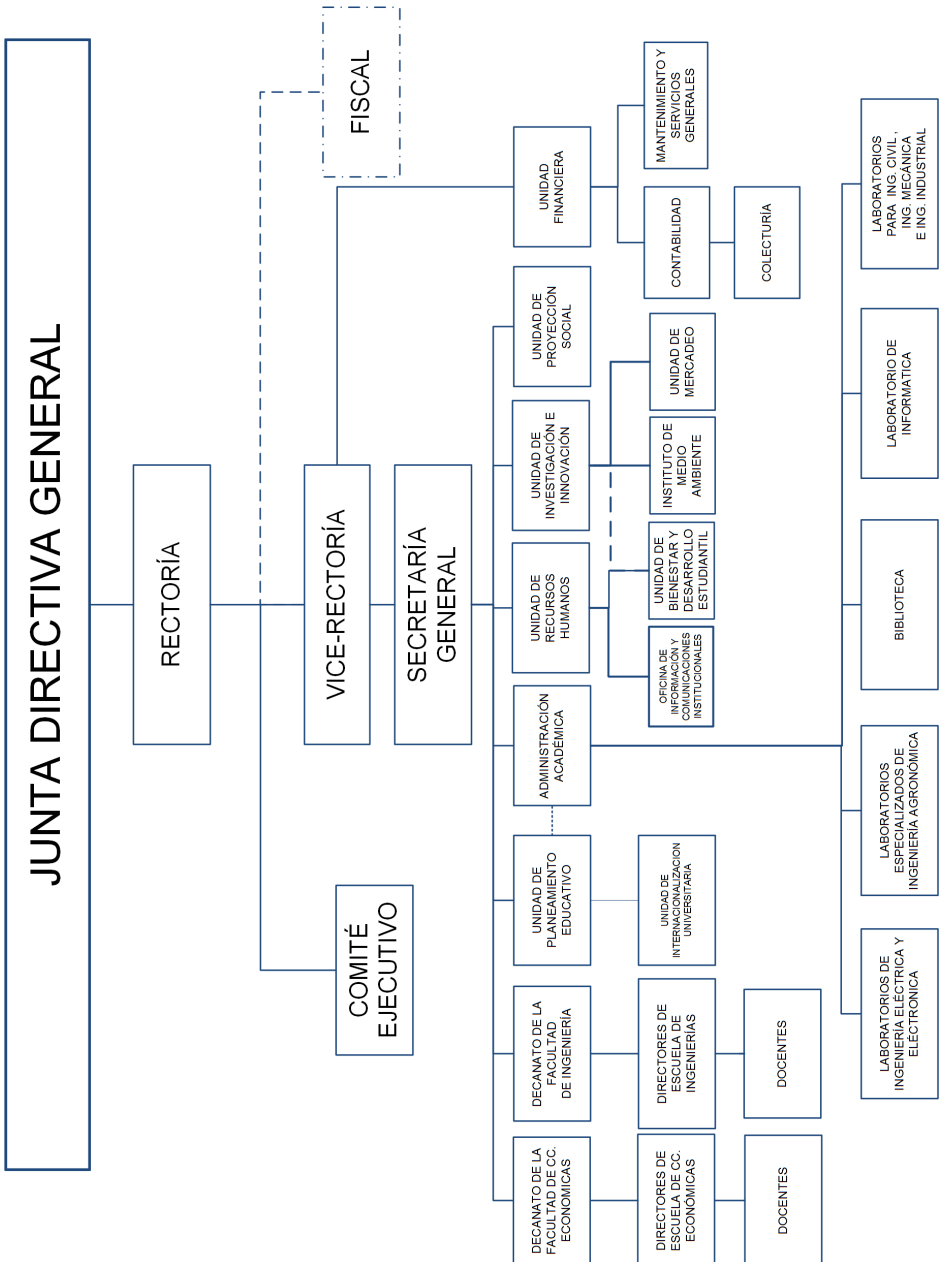 JUNTA DIRECTIVA GENERAL
RECTORÍA
FISCAL
COMITÉ
EJECUTIVO
VICE-RECTORÍA
SECRETARÍA
GENERAL
DECANATO DE LA
FACULTAD DE CC.
ECONOMICAS
DECANATO DE LA
FACULTAD
DE INGENIERÍA
UNIDAD DE
PLANEAMIENTO
EDUCATIVO
ADMINISTRACIÓN
ACADÉMICA
UNIDAD DE
RECURSOS
HUMANOS
UNIDAD DE
INVESTIGACIÓN E
INNOVACIÓN
UNIDAD DE
PROYECCIÓN
SOCIAL
UNIDAD
FINANCIERA
DIRECTORES DE
ESCUELA DE CC.
ECONÓMICAS
DIRECTORES DE
ESCUELA DE
INGENIERÍAS
UNIDAD DE
INTERNACIONALIZACION
UNIVERSITARIA
OFICINA DE
INFORMACIÓN Y
COMUNICACIONES
INSTITUCIONALES
UNIDAD DE
BIENESTAR Y
DESARROLLO
ESTUDIANTIL
INSTITUTO DE
MEDIO
AMBIENTE
UNIDAD DE
MERCADEO
CONTABILIDAD
MANTENIMIENTO Y
SERVICIOS
GENERALES
DOCENTES
DOCENTES
COLECTURÍA
LABORATORIOS DE
INGENIERÍA ELÉCTRICA Y
ELÉCTRONICA
LABORATORIOS
ESPECIALIZADOS DE
INGENIERÍA AGRONÓMICA
BIBLIOTECA
LABORATORIO DE
INFORMATICA
LABORATORIOS
PARA ING. CIVIL ,
ING. MECÁNICA
E ING. INDUSTRIAL